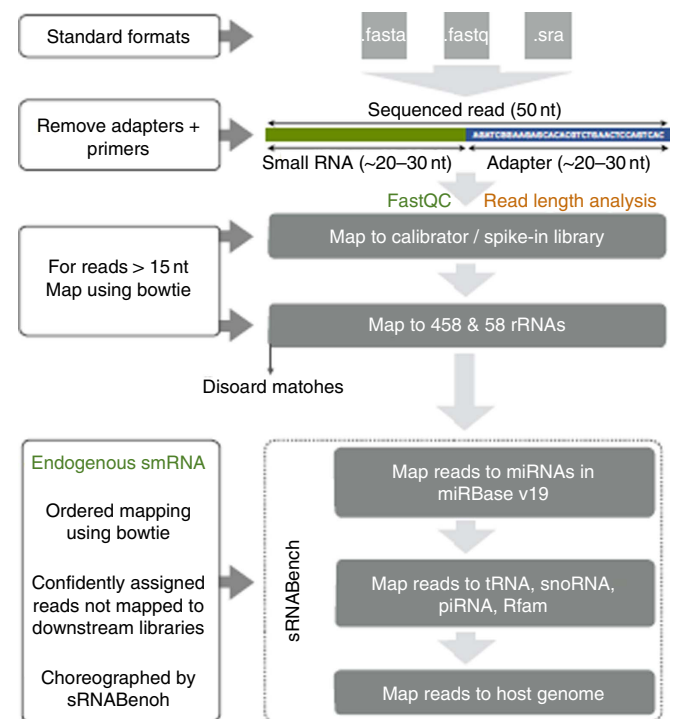 Standard formats
.fasta
.fastq
.sra
Remove adapters +
primers
Sequenced read (50 nt)
Small RNA (~20–30 nt)
Adapter (~20–30 nt)
FastQC
Read length analysis
For reads > 15 nt
Map using bowtie
Map to calibrator / spike-in library
Map to 458 & 58 rRNAs
Disoard matohes
Endogenous smRNA
Ordered mapping
using bowtie
Confidently assigned
reads not mapped to
downstream libraries
Choreographed by
sRNABenoh
sRNABench
Map reads to miRNAs in
miRBase v19
Map reads to tRNA, snoRNA,
piRNA, Rfam
Map reads to host genome